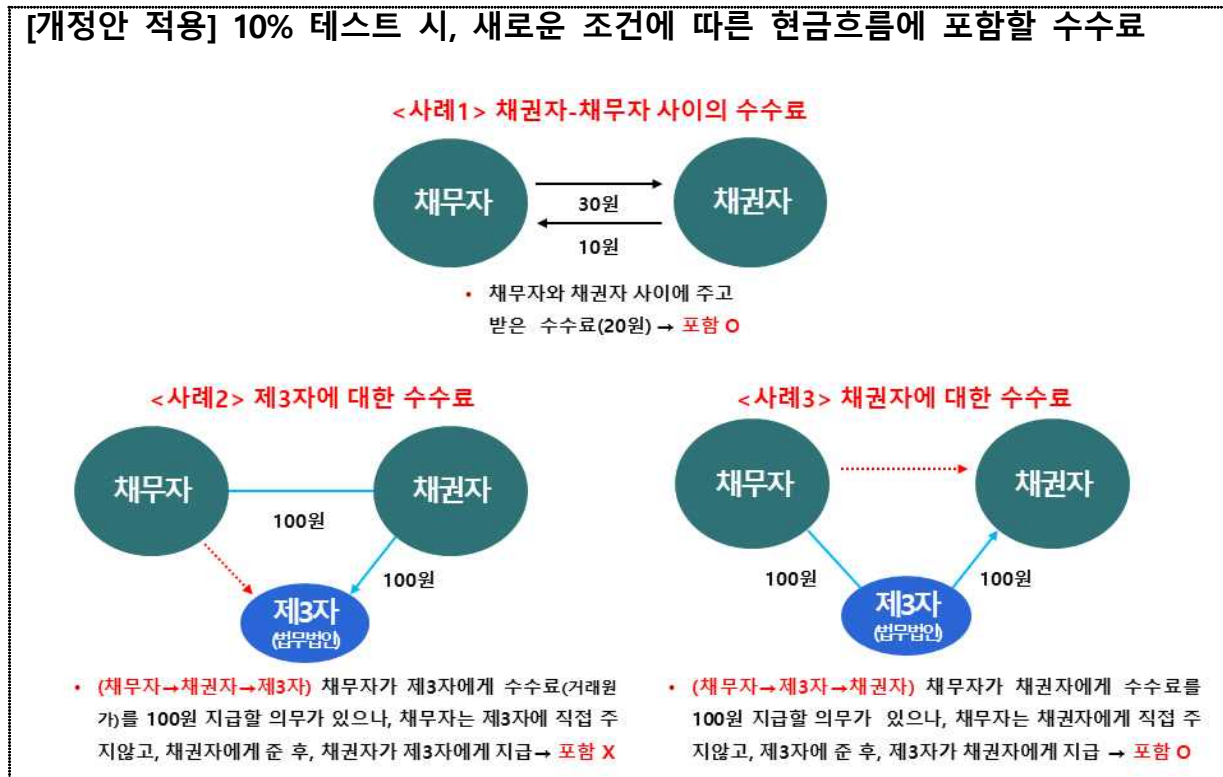 [개정안 적용] 10% 테스트 시, 새로운 조건에 따른 현금흐름에 포함할 수수료
<사례1> 채권자-채무자 사이의 수수료
채무자
30원
10원
채권자
• 채무자와 채권자 사이에 주고
받은 수수료(20원) → 포함 O
<사례2> 제3자에 대한 수수료
채무자
채권자
100원
100원
제3자
(법무법인)
• (채무자→채권자→제3자) 채무자가 제3자에게 수수료(거래원
가)를 100원 지급할 의무가 있으나, 채무자는 제3자에 직접 주
지않고, 채권자에게 준 후, 채권자가 제3자에게 지급→ 포함 X
<사례3> 채권자에 대한 수수료
채무자
채권자
100원
100원
제3자
(법무법인)
• (채무자→제3자→채권자) 채무자가 채권자에게 수수료를
100원 지급할 의무가 있으나, 채무자는 채권자에게 직접 주
지않고, 제3자에 준 후, 제3자가 채권자에게 지급 → 포함 O